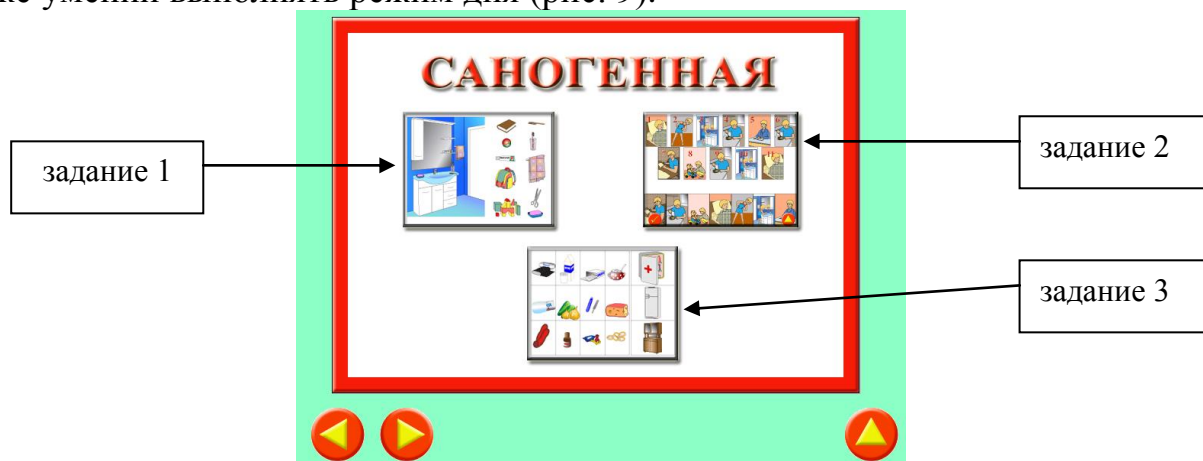 же умений выполнять режим дня (рис. 9).
САНОГЕННАЯ
задание 1
задание 2
задание 3